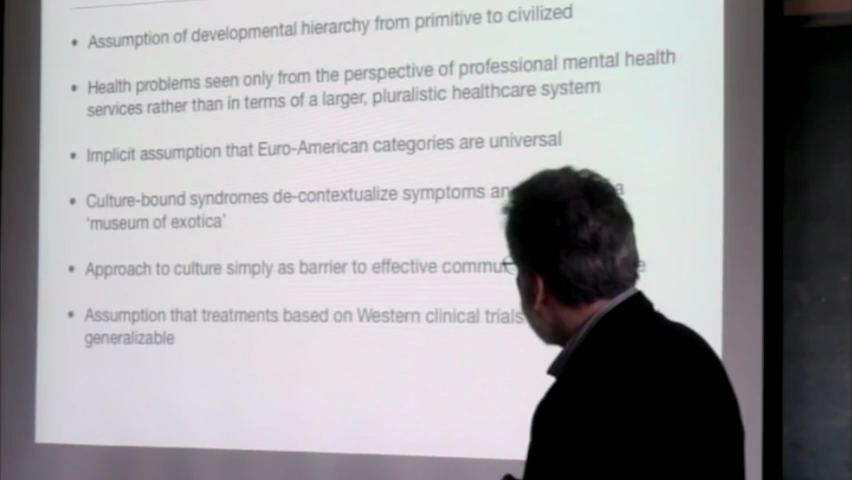 • Assumption of developmental hierarchy from primitive to civilized
• Health problems seen only from the perspective of professional mental health
services rather than in terms of a larger, pluralistic healthcare system
• Implicit assumption that Euro-American categories are universal
• Culture-bound syndromes de-contextualize symptoms a
'museum of exotica'
• Approach to culture simply as barrier to effective
• Assumption that treatments based on Western clinical trials
generalizable